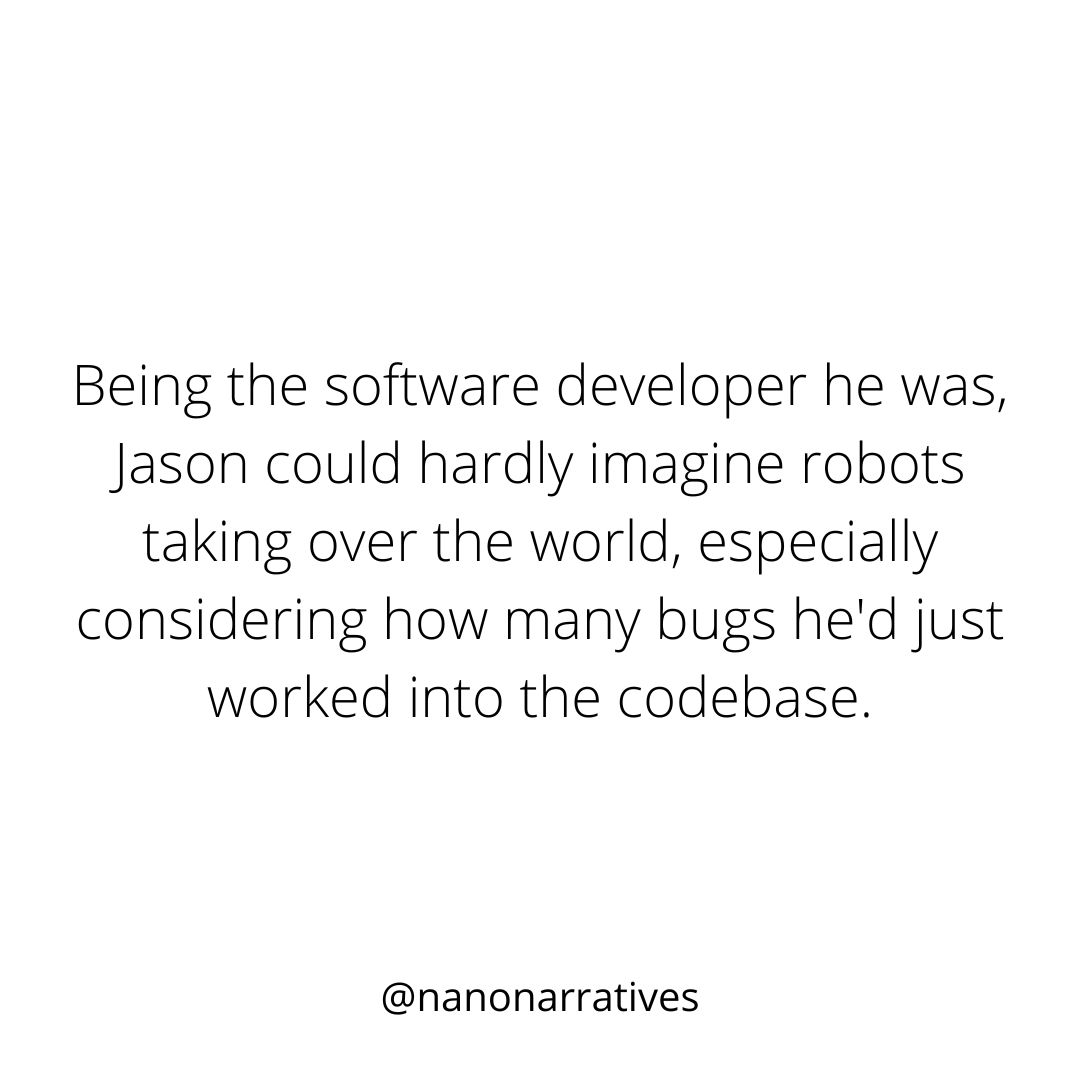 Being the software developer he was,
Jason could hardly imagine robots
taking over the world, especially
considering how many bugs he'd just
worked into the codebase.
@nanonarratives